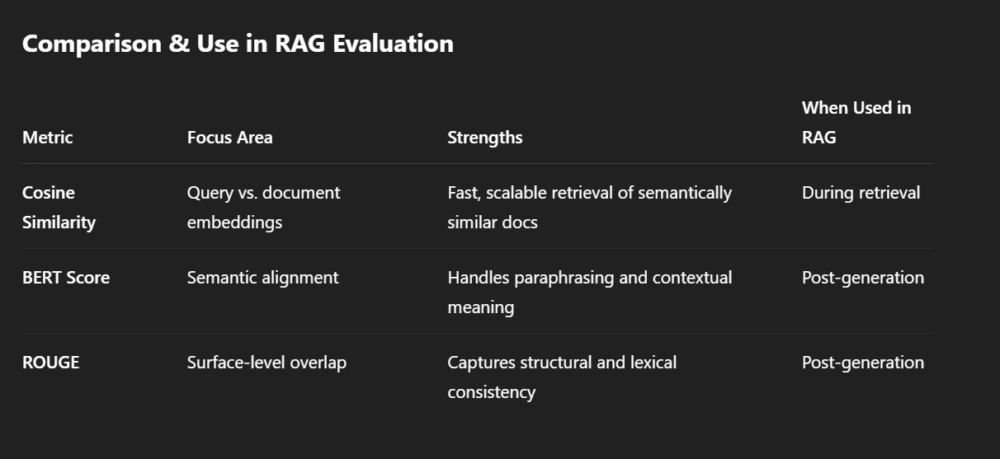 Comparison & Use in RAG Evaluation
When Used in
Metric Focus Area Strengths RAG
Cosine Query vs. document Fast, scalable retrieval of semantically During retrieval
Similarity embeddings similar docs
BERT Score Semantic alignment Handles paraphrasing and contextual Post-generation
meaning
ROUGE Surface-level overlap Captures structural and lexical Post-generation
consistency